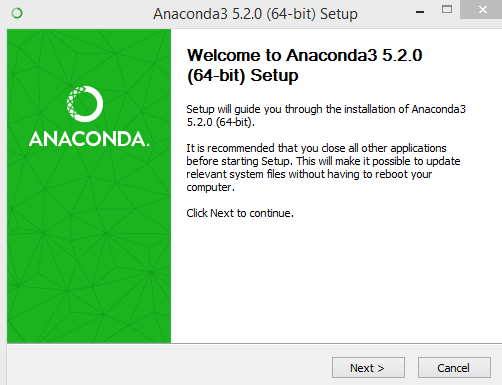 Anaconda3 5.2.0 (64-bit) Setup
Welcome to Anaconda3 5.2.0
(64-bit) Setup
Setup will guide you through the installation of Anaconda3
5.2.0 (64-bit).
It is recommended that you close all other applications
before starting Setup. This will make it possible to update
relevant system files without having to reboot your
computer.
Click Next to continue.
ANACONDA.
Next >
Cancel